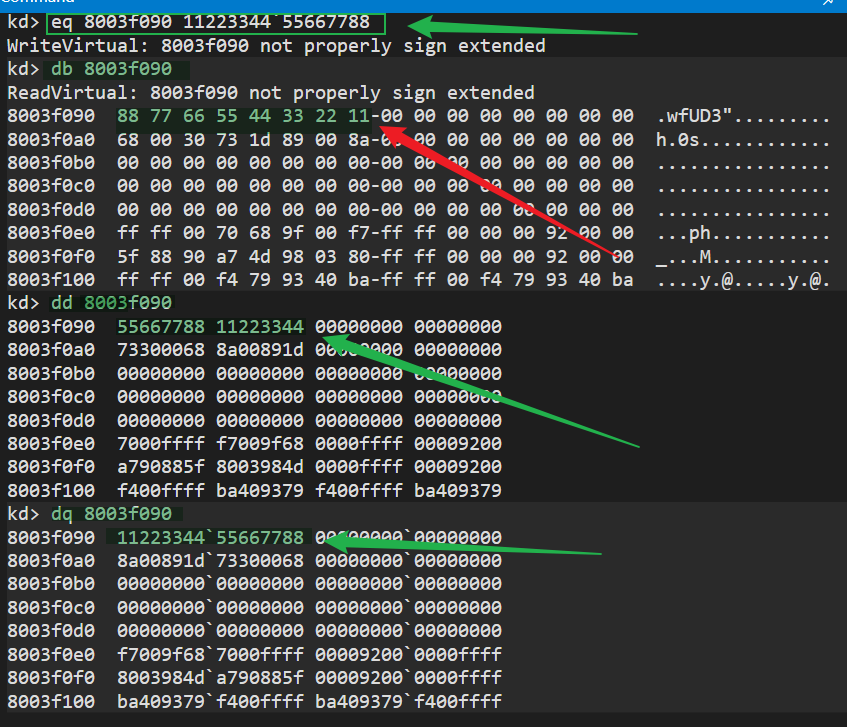 kd> eq 8003f090 11223344`55667788
WriteVirtual: 8003f090 not properly sign extended
kd> db 8003f090
ReadVirtual: 8003f090 not properly sign extended
8003f090  88 77 66 55 44 33 22 11-00 00 00 00 00 00 00 00  .wfUD3".........
8003f0a0  68 00 30 73 1d 89 00 8a-00 00 00 00 00 00 00 00  h.0s............
8003f0b0  00 00 00 00 00 00 00 00-00 00 00 00 00 00 00 00  ................
8003f0c0  00 00 00 00 00 00 00 00-00 00 00 00 00 00 00 00  ................
8003f0d0  00 00 00 00 00 00 00 00-00 00 00 00 00 00 00 00  ................
8003f0e0  ff ff 00 70 68 9f 00 f7-ff ff 00 00 00 92 00 00  ...ph...........
8003f0f0  5f 88 90 a7 4d 98 03 80-ff ff 00 00 00 92 00 00  _...M...........
8003f100  ff ff 00 f4 79 93 40 ba-ff ff 00 f4 79 93 40 ba  ....y.@.....y.@.
kd> dd 8003f090
8003f090  55667788 11223344 00000000 00000000
8003f0a0  73300068 8a00891d 00000000 00000000
8003f0b0  00000000 00000000 00000000 00000000
8003f0c0  00000000 00000000 00000000 00000000
8003f0d0  00000000 00000000 00000000 00000000
8003f0e0  7000ffff f7009f68 0000ffff 00009200
8003f0f0  a790885f 8003984d 0000ffff 00009200
8003f100  f400ffff ba409379 f400ffff ba409379
kd> dq 8003f090
8003f090  11223344`55667788 00000000`00000000
8003f0a0  8a00891d`73300068 00000000`00000000
8003f0b0  00000000`00000000 00000000`00000000
8003f0c0  00000000`00000000 00000000`00000000
8003f0d0  00000000`00000000 00000000`00000000
8003f0e0  f7009f68`7000ffff 00009200`0000ffff
8003f0f0  8003984d`a790885f 00009200`0000ffff
8003f100  ba409379`f400ffff ba409379`f400ffff